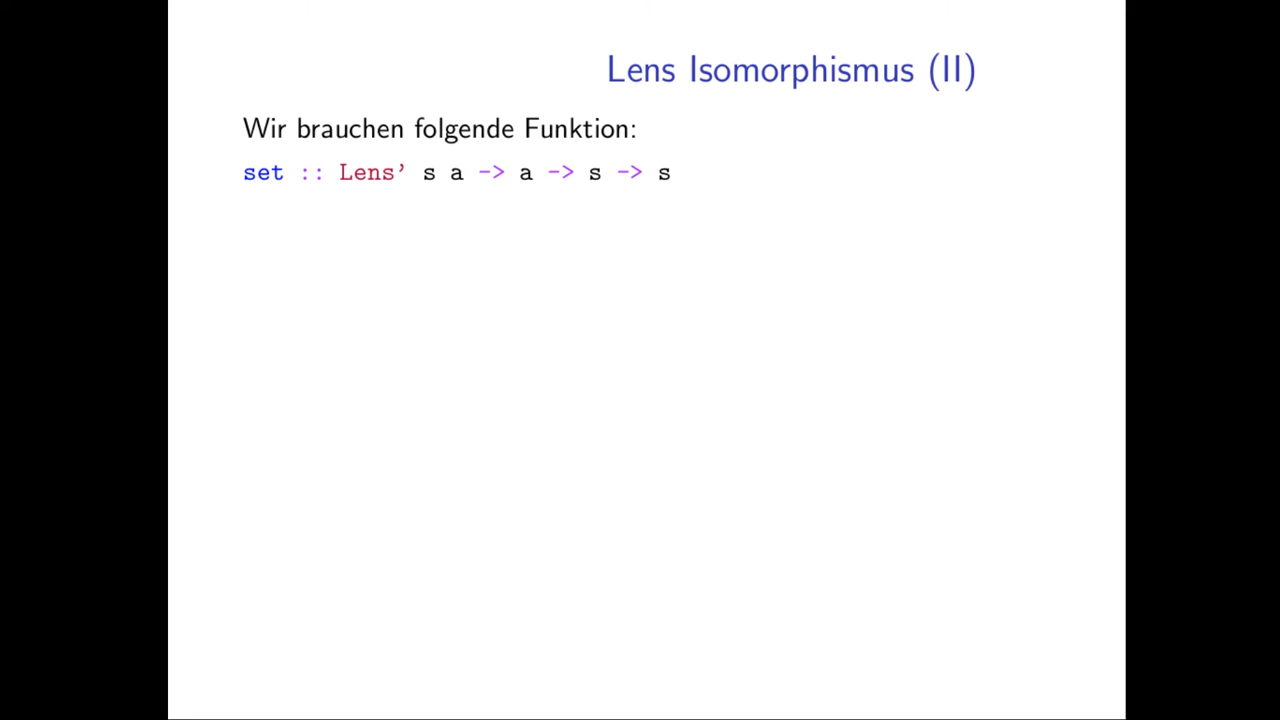 Lens Isomorphismus (II)
Wir brauchen folgende Funktion:
set :: Lens' s a -> a -> s -> s